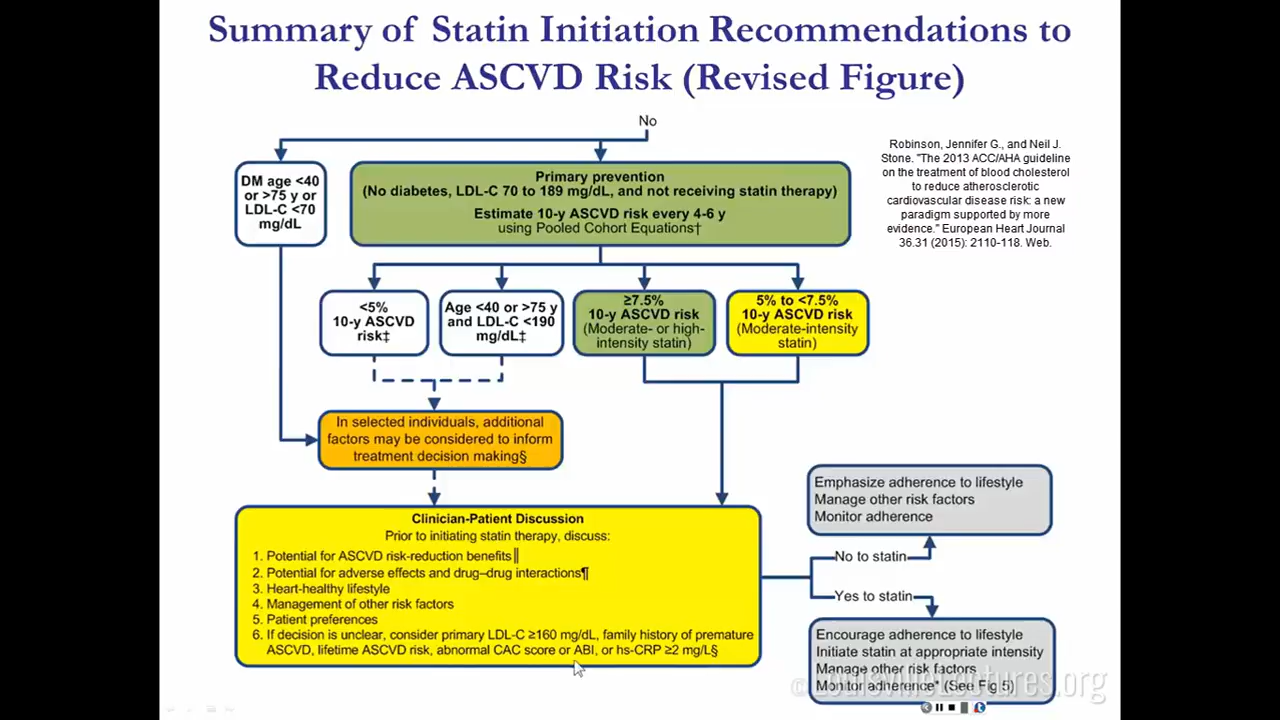 Summary of Statin Initiation Recommendations to
Reduce ASCVD Risk (Revised Figure)
No
Robinson, Jennifer G., and Neil J.
Stone. "The 2013 ACC/AHA guideline
on the treatment of blood cholesterol
to reduce atherosclerotic
cardiovascular disease risk: a new
paradigm supported by more
evidence." European Heart Journal
36.31 (2015): 2110-118. Web.
DM age <40
or >75 y or
LDL-C <70
mg/dL
Primary prevention
(No diabetes, LDL-C 70 to 189 mg/dL, and not receiving statin therapy)
Estimate 10-y ASCVD risk every 4-6 y
using Pooled Cohort Equations†
<5%
10-y ASCVD
risk‡
Age <40 or >75 y
and LDL-C <190
mg/dL‡
≥7.5%
10-y ASCVD risk
(Moderate- or high-
intensity statin)
5% to <7.5%
10-y ASCVD risk
(Moderate-intensity
statin)
In selected individuals, additional
factors may be considered to inform
treatment decision making§
Clinician-Patient Discussion
Prior to initiating statin therapy, discuss:
1. Potential for ASCVD risk-reduction benefits‖
2. Potential for adverse effects and drug–drug interactions¶
3. Heart-healthy lifestyle
4. Management of other risk factors
5. Patient preferences
6. If decision is unclear, consider primary LDL-C ≥160 mg/dL, family history of premature
ASCVD, lifetime ASCVD risk, abnormal CAC score or ABI, or hs-CRP ≥2 mg/L§
Emphasize adherence to lifestyle
Manage other risk factors
Monitor adherence
No to statin
Yes to statin
Encourage adherence to lifestyle
Initiate statin at appropriate intensity
Manage other risk factors
Monitor adherence* (See Fig 5)
©LouisvilleLectures.org